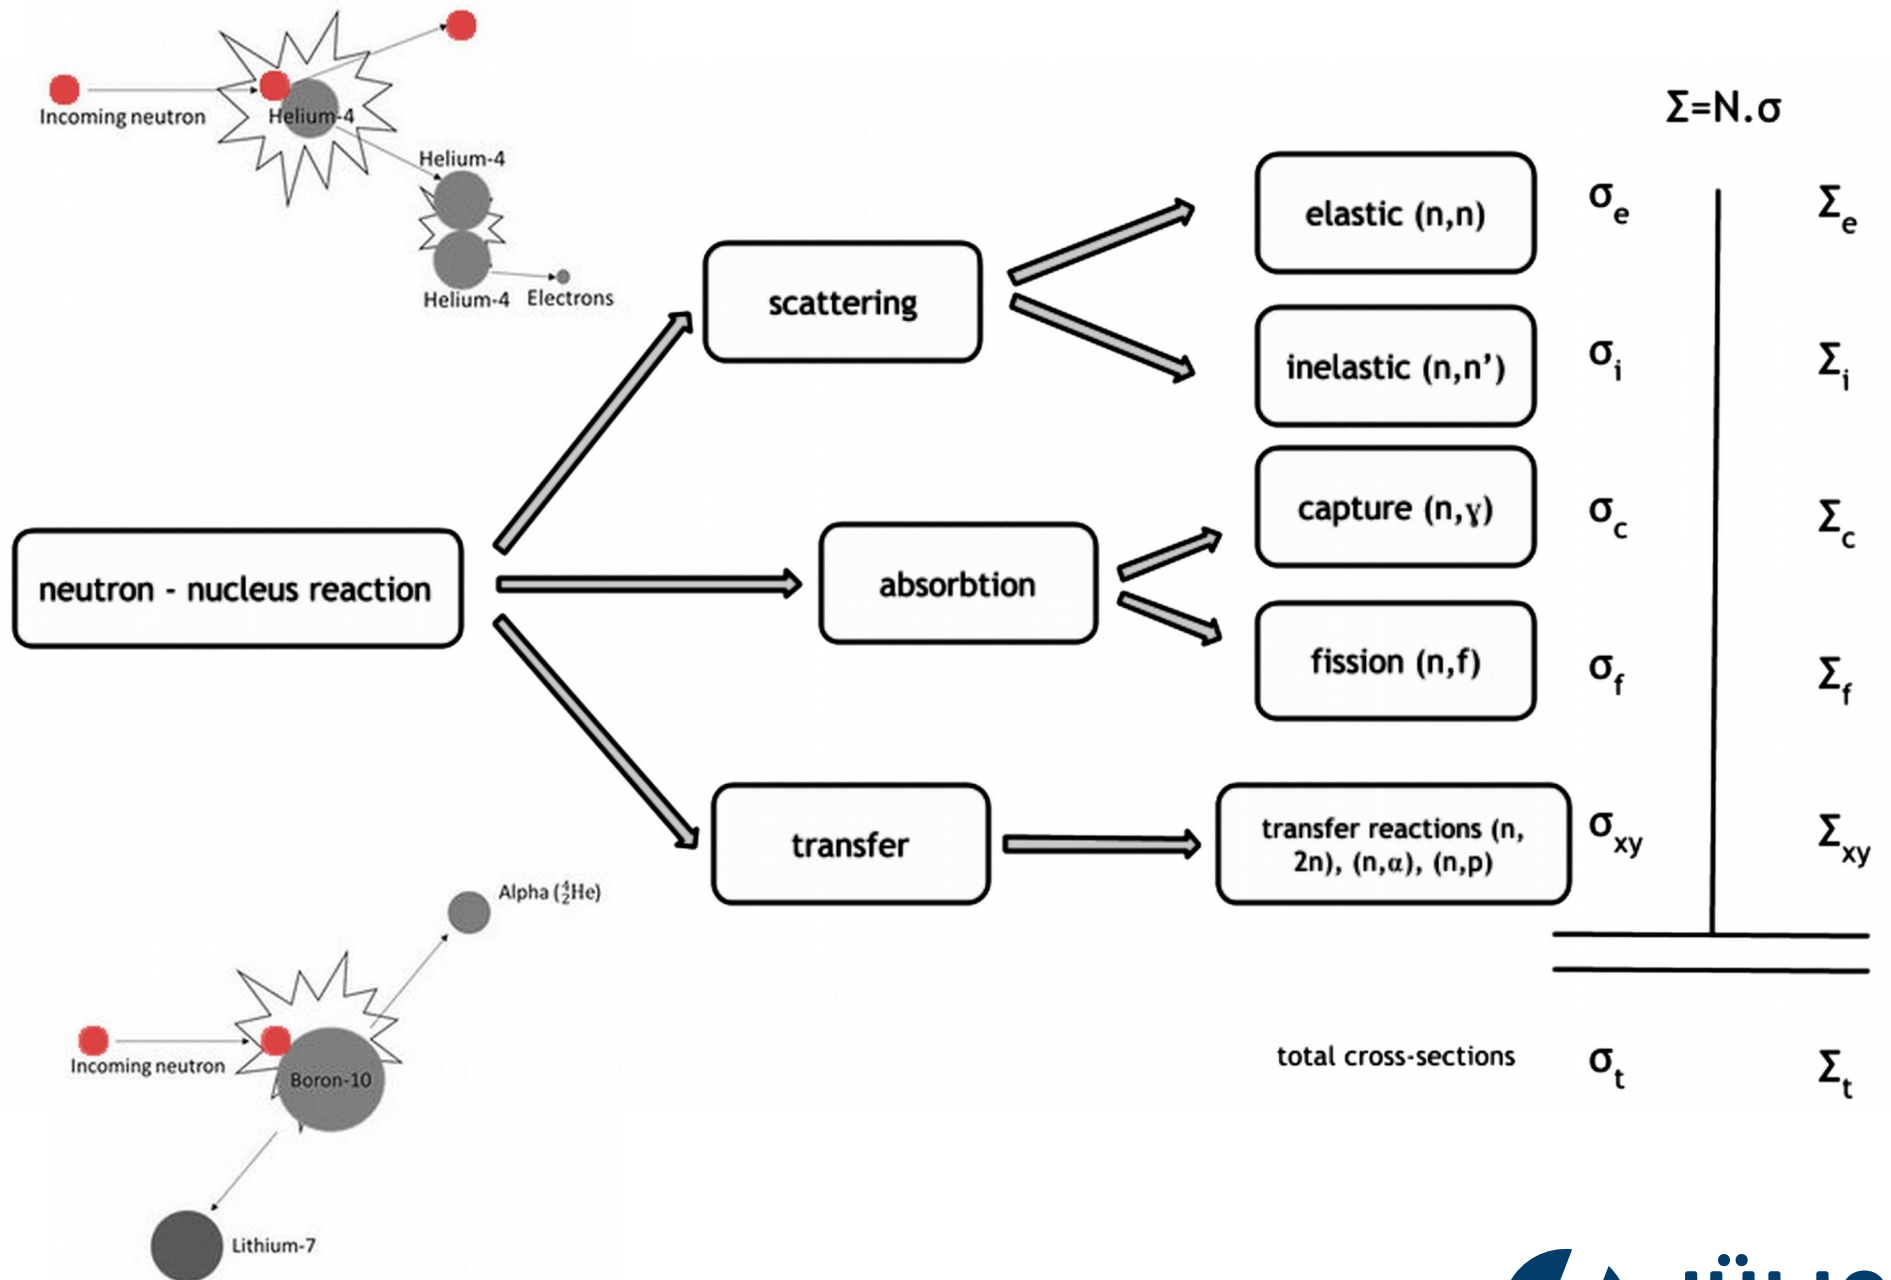 Incoming neutron
Helium-4
Helium-4
Helium-4
Electrons
Σ=N.σ
neutron - nucleus reaction
scattering
elastic (n,n)
σe
Σe
inelastic (n,n’)
σi
Σi
absorbtion
capture (n,γ)
σc
Σc
fission (n,f)
σf
Σf
transfer
transfer reactions (n,
2n), (n,α), (n,p)
σxy
Σxy
total cross-sections
σt
Σt
Alpha (⁴₂He)
Incoming neutron
Boron-10
Lithium-7